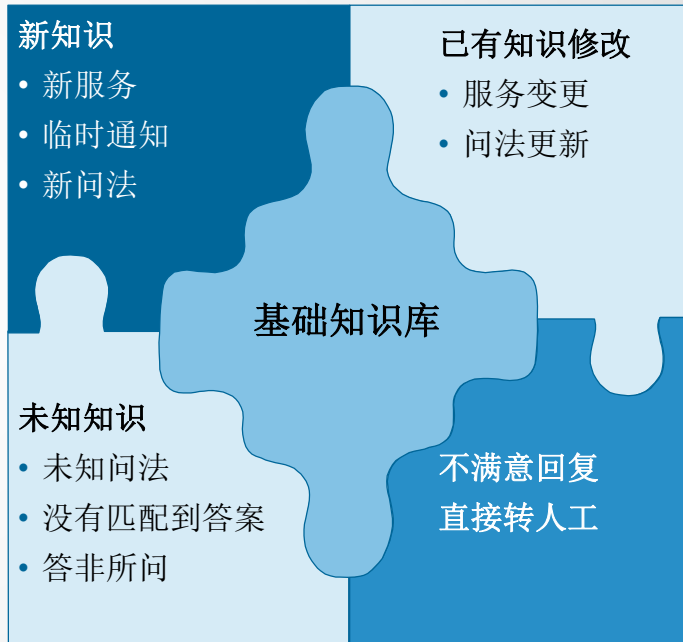 新知识
• 新服务
• 临时通知
• 新问法
已有知识修改
• 服务变更
• 问法更新
基础知识库
未知知识
• 未知问法
• 没有匹配到答案
• 答非所问
不满意回复
直接转人工